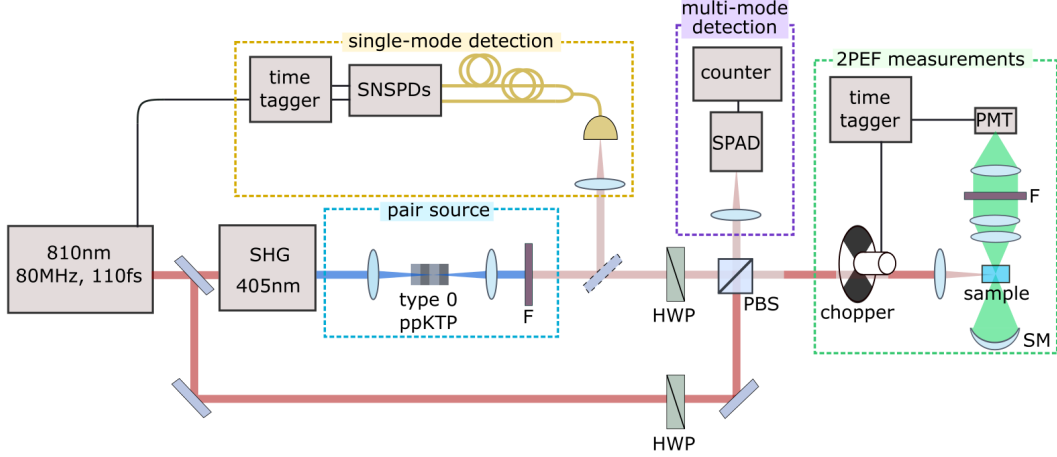 multi-mode
detection
single-mode detection
2PEF measurements
time
tagger
SNSPDs
counter
SPAD
time
tagger
PMT
F
pair source
810nm
80MHz, 110fs
SHG
405nm
type 0
ppKTP
F
HWP
PBS
chopper
sample
SM
HWP